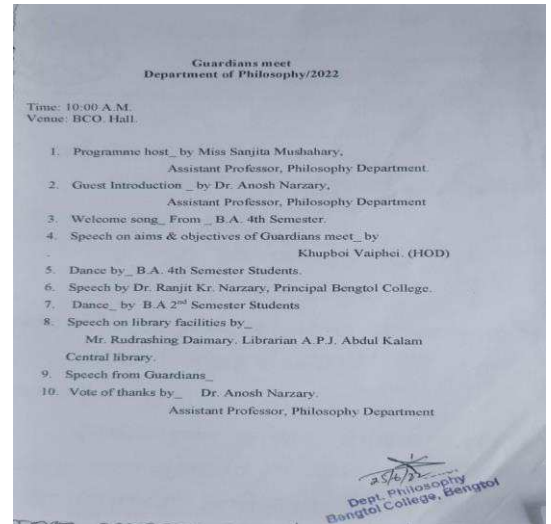 Guardians meet
Department of Philosophy/2022
Time: 10:00 A.M.
Venue: BCO. Hall.
1. Programme host_ by Miss Sanjita Mushahary,
Assistant Professor, Philosophy Department.
2. Guest Introduction _ by Dr. Anosh Narzary,
Assistant Professor, Philosophy Department
3. Welcome song_ From _ B.A. 4th Semester.
4. Speech on aims & objectives of Guardians meet_ by
Khupboi Vaiphei. (HOD)
5. Dance by_ B.A. 4th Semester Students.
6. Speech by Dr. Ranjit Kr. Narzary, Principal Bengtol College.
7. Dance_ by B.A 2nd Semester Students
8. Speech on library facilities by_
Mr. Rudrashing Daimary. Librarian A.P.J. Abdul Kalam
Central library.
9. Speech from Guardians_
10. Vote of thanks by_ Dr. Anosh Narzary.
Assistant Professor, Philosophy Department
25/6/22
Dept. Philosophy
Bangtol College, Bengtol